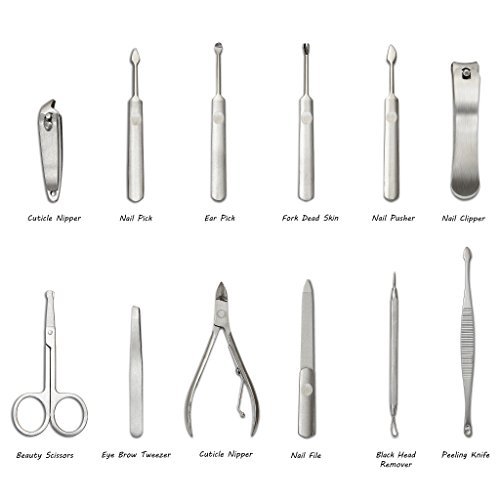 Cuticle Nipper
Nail Pick
Ear Pick
Fork Dead Skin
Nail Pusher
Nail Clipper
Beauty Scissors
Eye Brow Tweezer
Cuticle Nipper
Nail File
Black Head
Remover
Peeling Knife